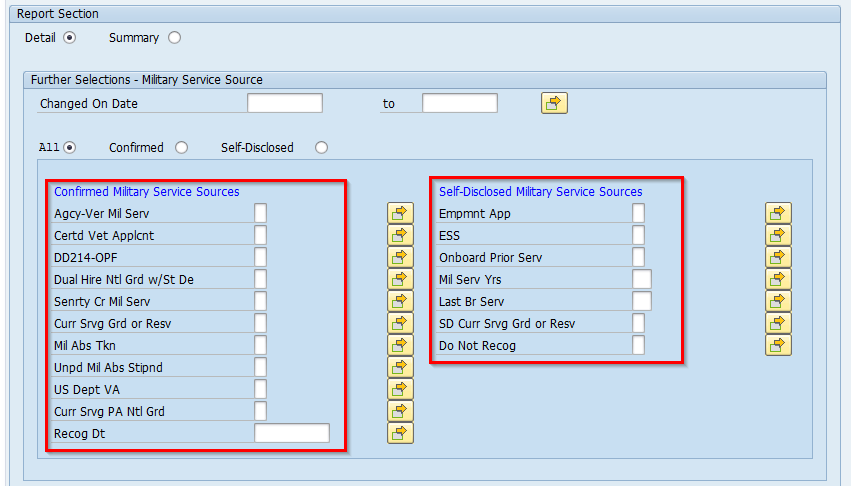 Report Section
Detail Summary
Further Selections - Military Service Source
Changed On Date to
All Confirmed Self-Disclosed
Confirmed Military Service Sources
Agcy-Ver Mil Serv
Certd Vet Applcnt
DD214-OPF
Dual Hire Ntl Grd w/St De
Senrty Cr Mil Serv
Curr Srvg Grd or Resv
Mil Abs Tkn
Unpd Mil Abs Stipnd
US Dept VA
Curr Srvg PA Ntl Grd
Recog Dt
Self-Disclosed Military Service Sources
Empmnt App
ESS
Onboard Prior Serv
Mil Serv Yrs
Last Br Serv
SD Curr Srvg Grd or Resv
Do Not Recog